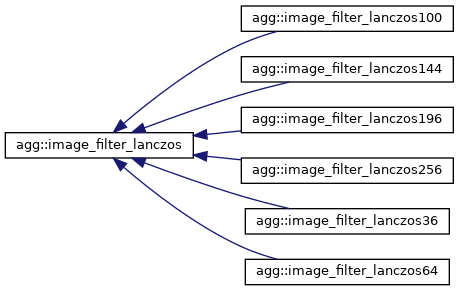 agg::image_filter_lanczos
agg::image_filter_lanczos100
agg::image_filter_lanczos144
agg::image_filter_lanczos196
agg::image_filter_lanczos256
agg::image_filter_lanczos36
agg::image_filter_lanczos64